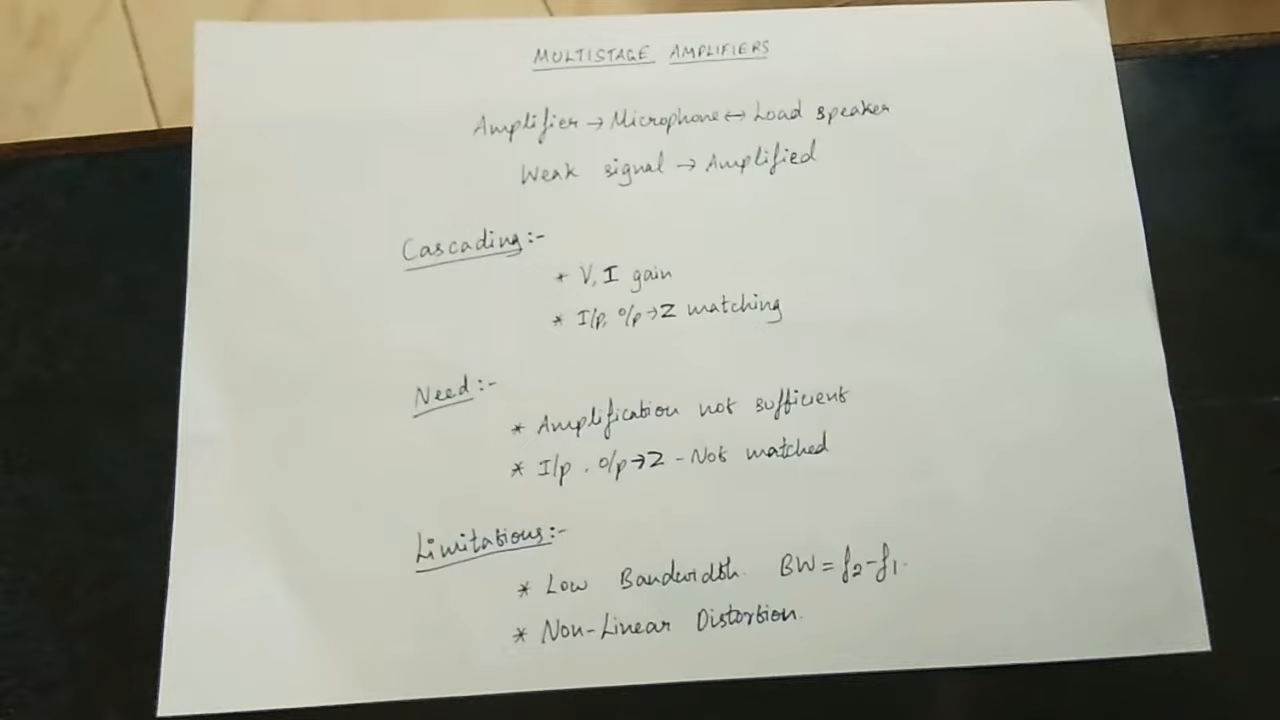 MULTISTAGE AMPLIFIERS
Amplifier → Microphone ↔ Load speaker
Weak signal → Amplified
Cascading:-
* V, I gain
* I/p, o/p → Z matching
Need:-
* Amplification not sufficient
* I/p, o/p → Z - Not matched
Limitations:-
* Low Bandwidth. BW = f₂-f₁.
* Non-Linear Distortion.